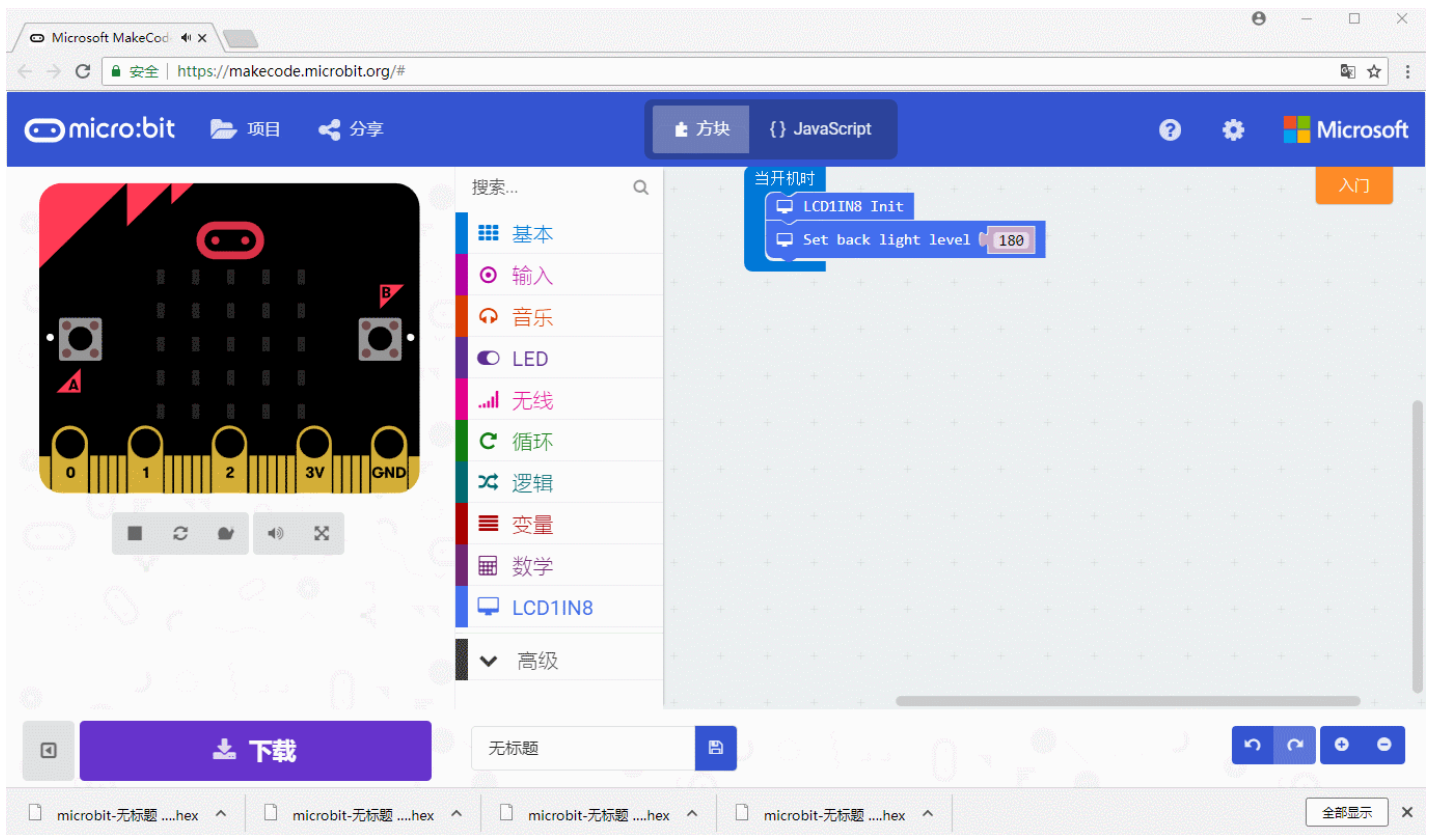 Microsoft MakeCod
安全 https://makecode.microbit.org/#
micro:bit 项目 分享 方块 {} JavaScript Microsoft
搜索...
当开机时
入门
LCD1IN8 Init
Set back light level 180
基本
输入
音乐
LED
无线
循环
逻辑
变量
数学
LCD1IN8
高级
B
A
0 1 2 3V GND
下载
无标题
microbit-无标题 ....hex microbit-无标题 ....hex microbit-无标题 ....hex microbit-无标题 ....hex 全部显示